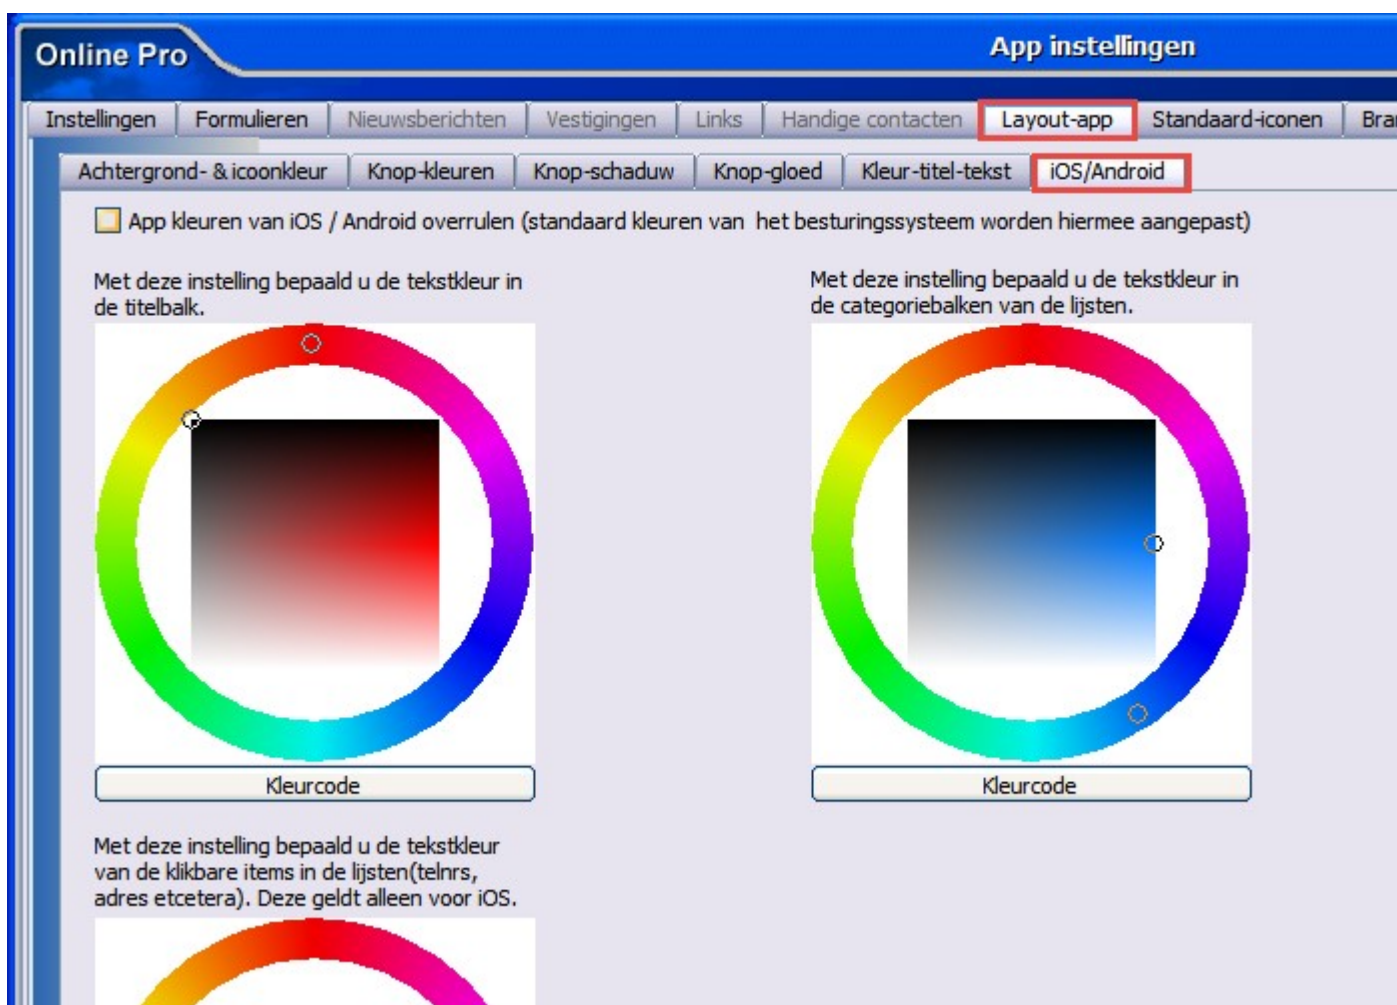 Online Pro
App instellingen
Instellingen Formulieren Nieuwsberichten Vestigingen Links Handige contacten Layout-app Standaard-iconen
Achtergrond- & icoonkleur Knop-kleuren Knop-schaduw Knop-gloed Kleur-titel-tekst iOS/Android
App kleuren van iOS / Android overrulen (standaard kleuren van het besturingssysteem worden hiermee aangepast)
Met deze instelling bepaald u de tekstkleur in
de titelbalk.
Met deze instelling bepaald u de tekstkleur in
de categoriebalken van de lijsten.
Kleurcode
Kleurcode
Met deze instelling bepaald u de tekstkleur
van de klikbare items in de lijsten(telnrs,
adres etcetera). Deze geldt alleen voor iOS.